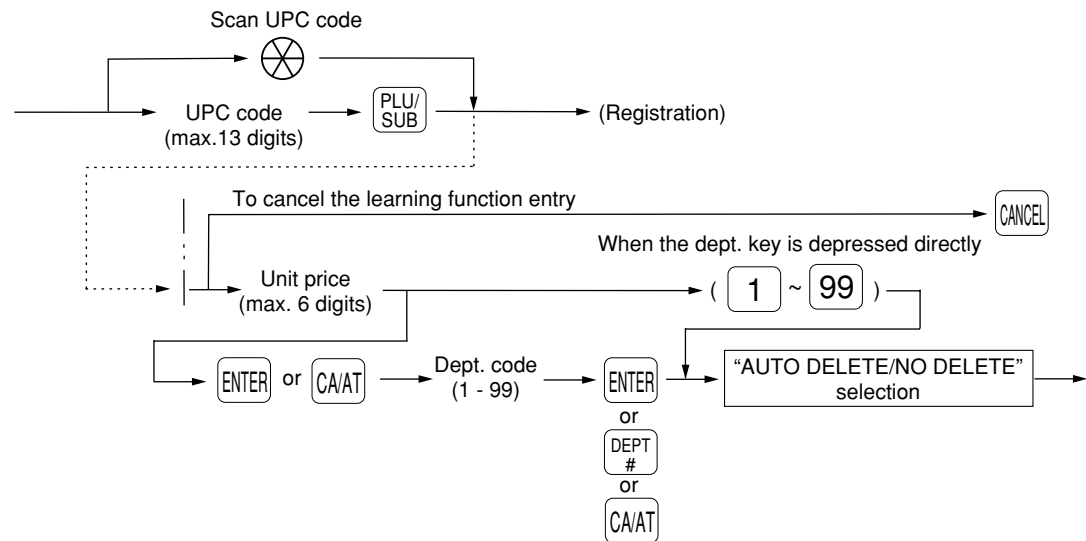 Scan UPC code
UPC code
(max.13 digits)
PLU/
SUB
(Registration)
To cancel the learning function entry
CANCEL
When the dept. key is depressed directly
Unit price
(max. 6 digits)
( 1 ~ 99 )
ENTER or CA/AT
Dept. code
(1 - 99)
ENTER
or
DEPT
#
or
CA/AT
“AUTO DELETE/NO DELETE”
selection